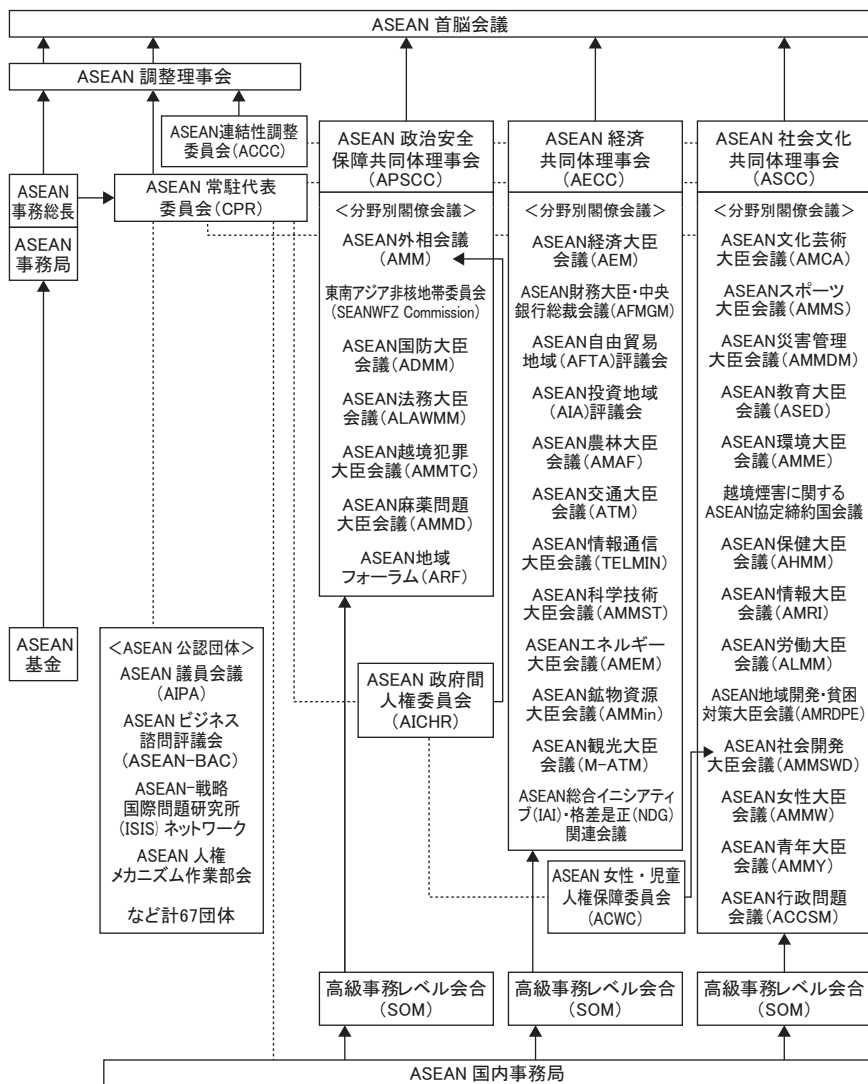 ASEAN 首脳会議
ASEAN 調整理事会
ASEAN連結性調整
委員会(ACCC)
ASEAN 政治安全
保障共同体理事会
(APSCC)
ASEAN 経済
共同体理事会
(AECC)
ASEAN 社会文化
共同体理事会
(ASCC)
ASEAN
事務総長
ASEAN
事務局
ASEAN 常駐代表
委員会(CPR)
＜分野別閣僚会議＞
ASEAN外相会議
(AMM)
東南アジア非核地帯委員会
(SEANWFZ Commission)
ASEAN国防大臣
会議(ADMM)
ASEAN法務大臣
会議(ALAWMM)
ASEAN越境犯罪
大臣会議(AMMTC)
ASEAN麻薬問題
大臣会議(AMMD)
ASEAN地域
フォーラム(ARF)
＜分野別閣僚会議＞
ASEAN経済大臣
会議(AEM)
ASEAN財務大臣・中央
銀行総裁会議(AFMGM)
ASEAN自由貿易
地域(AFTA)評議会
ASEAN投資地域
(AIA)評議会
ASEAN農林大臣
会議(AMAF)
ASEAN交通大臣
会議(ATM)
ASEAN情報通信
大臣会議(TELMIN)
ASEAN科学技術
大臣会議(AMMST)
ASEANエネルギー
大臣会議(AMEM)
ASEAN鉱物資源
大臣会議(AMMin)
ASEAN観光大臣
会議(M-ATM)
ASEAN総合イニシアティ
ブ(IAI)・格差是正(NDG)
関連会議
＜分野別閣僚会議＞
ASEAN文化芸術
大臣会議(AMCA)
ASEANスポーツ
大臣会議(AMMS)
ASEAN災害管理
大臣会議(AMMDM)
ASEAN教育大臣
会議(ASED)
ASEAN環境大臣
会議(AMME)
越境煙害に関する
ASEAN協定締約国会議
ASEAN保健大臣
会議(AHMM)
ASEAN情報大臣
会議(AMRI)
ASEAN労働大臣
会議(ALMM)
ASEAN地域開発・貧困
対策大臣会議(AMRDPE)
ASEAN社会開発
大臣会議(AMMSWD)
ASEAN女性大臣
会議(AMMW)
ASEAN青年大臣
会議(AMMY)
ASEAN行政問題
会議(ACCSM)
ASEAN
基金
＜ASEAN 公認団体＞
ASEAN 議員会議
(AIPA)
ASEAN ビジネス
諮問評議会
(ASEAN-BAC)
ASEAN-戦略
国際問題研究所
(ISIS) ネットワーク
ASEAN 人権
メカニズム作業部会
など計67団体
ASEAN 政府間
人権委員会
(AICHR)
ASEAN 女性・児童
人権保障委員会
(ACWC)
高級事務レベル会合
(SOM)
高級事務レベル会合
(SOM)
高級事務レベル会合
(SOM)
ASEAN 国内事務局